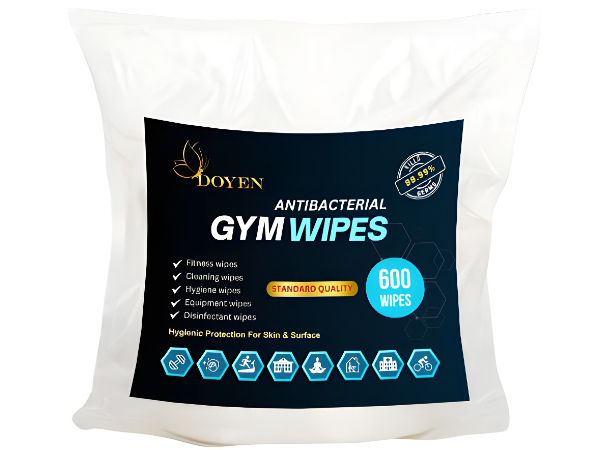 DOYEN
KILLS
99.99%
GERMS
ANTIBACTERIAL
GYM WIPES
Fitness wipes
Cleaning wipes
Hygiene wipes
Equipment wipes
Disinfectant wipes
STANDARD QUALITY
600
WIPES
Hygienic Protection For Skin & Surface